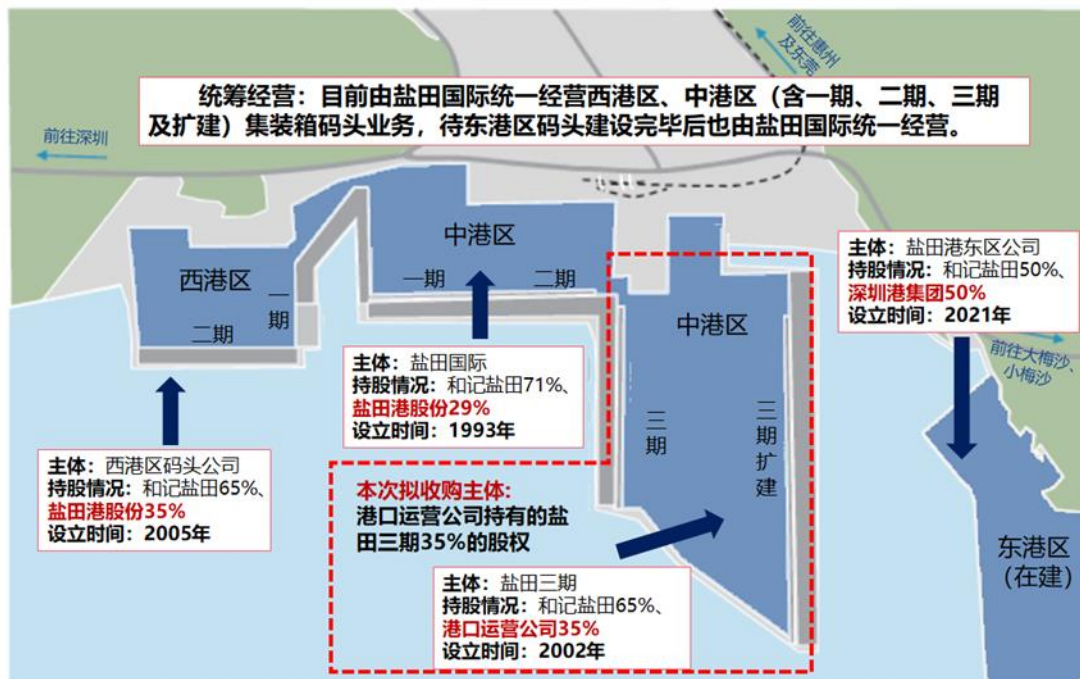 前往惠州
及东莞
统筹经营：目前由盐田国际统一经营西港区、中港区（含一期、二期、三期
及扩建）集装箱码头业务，待东港区码头建设完毕后也由盐田国际统一经营。
前往深圳
西港区
一期
二期
中港区
一期
二期
中港区
三期
三期扩建
主体：盐田港东区公司
持股情况：和记盐田50%、
深圳港集团50%
设立时间：2021年
前往大梅沙、
小梅沙
主体：盐田国际
持股情况：和记盐田71%、
盐田港股份29%
设立时间：1993年
主体：西港区码头公司
持股情况：和记盐田65%、
盐田港股份35%
设立时间：2005年
本次拟收购主体:
港口运营公司持有的盐
田三期35%的股权
主体：盐田三期
持股情况：和记盐田65%、
港口运营公司35%
设立时间：2002年
东港区
（在建）